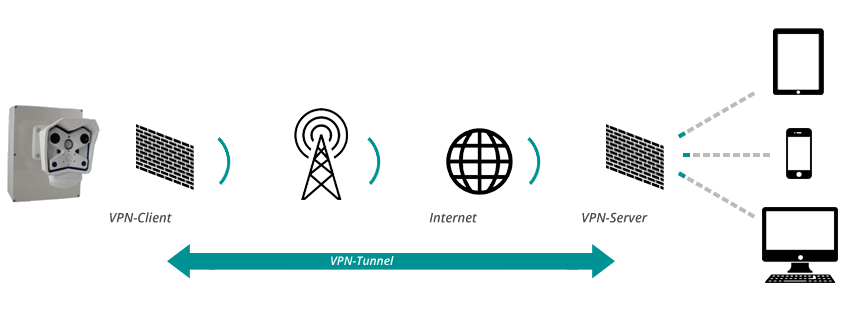 VPN-Client
Internet
VPN-Server
VPN-Tunnel